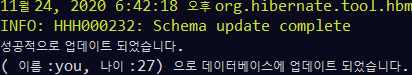 11월 24, 2020 6:42:18 오후 org.hibernate.tool.hbm
INFO: HHH000232: Schema update complete
성공적으로 업데이트 되었습니다.
( 이름 :you, 나이 :27) 으로 데이터베이스에 업데이트 되었습니다.